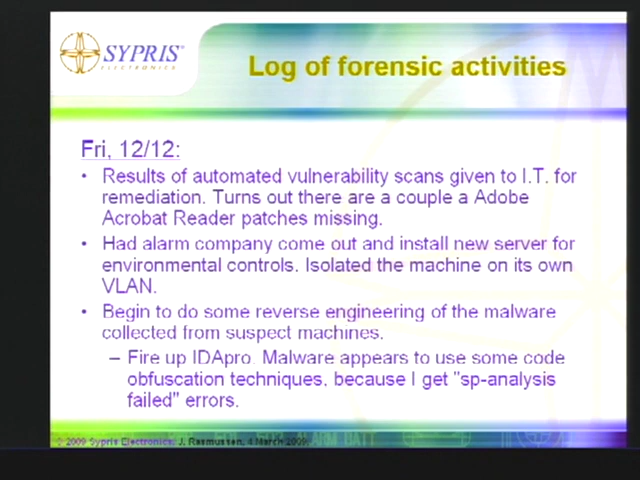 SYPRIS®
ELECTRONICS
Log of forensic activities
Fri, 12/12:
• Results of automated vulnerability scans given to I.T. for
remediation. Turns out there are a couple a Adobe
Acrobat Reader patches missing.
• Had alarm company come out and install new server for
environmental controls. Isolated the machine on its own
VLAN.
• Begin to do some reverse engineering of the malware
collected from suspect machines.
– Fire up IDApro. Malware appears to use some code
obfuscation techniques, because I get "sp-analysis
failed" errors.
© 2009 Sypris Electronics; J. Rasmussen, 4 March 2009